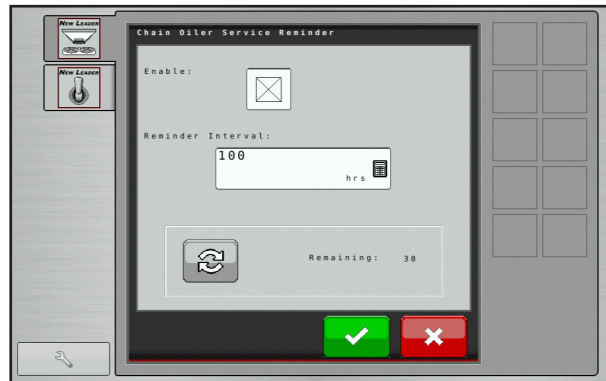 NEW LEADER
Chain Oiler Service Reminder
Enable:
NEW LEADER
Reminder Interval:
100
hrs
Remaining: 30